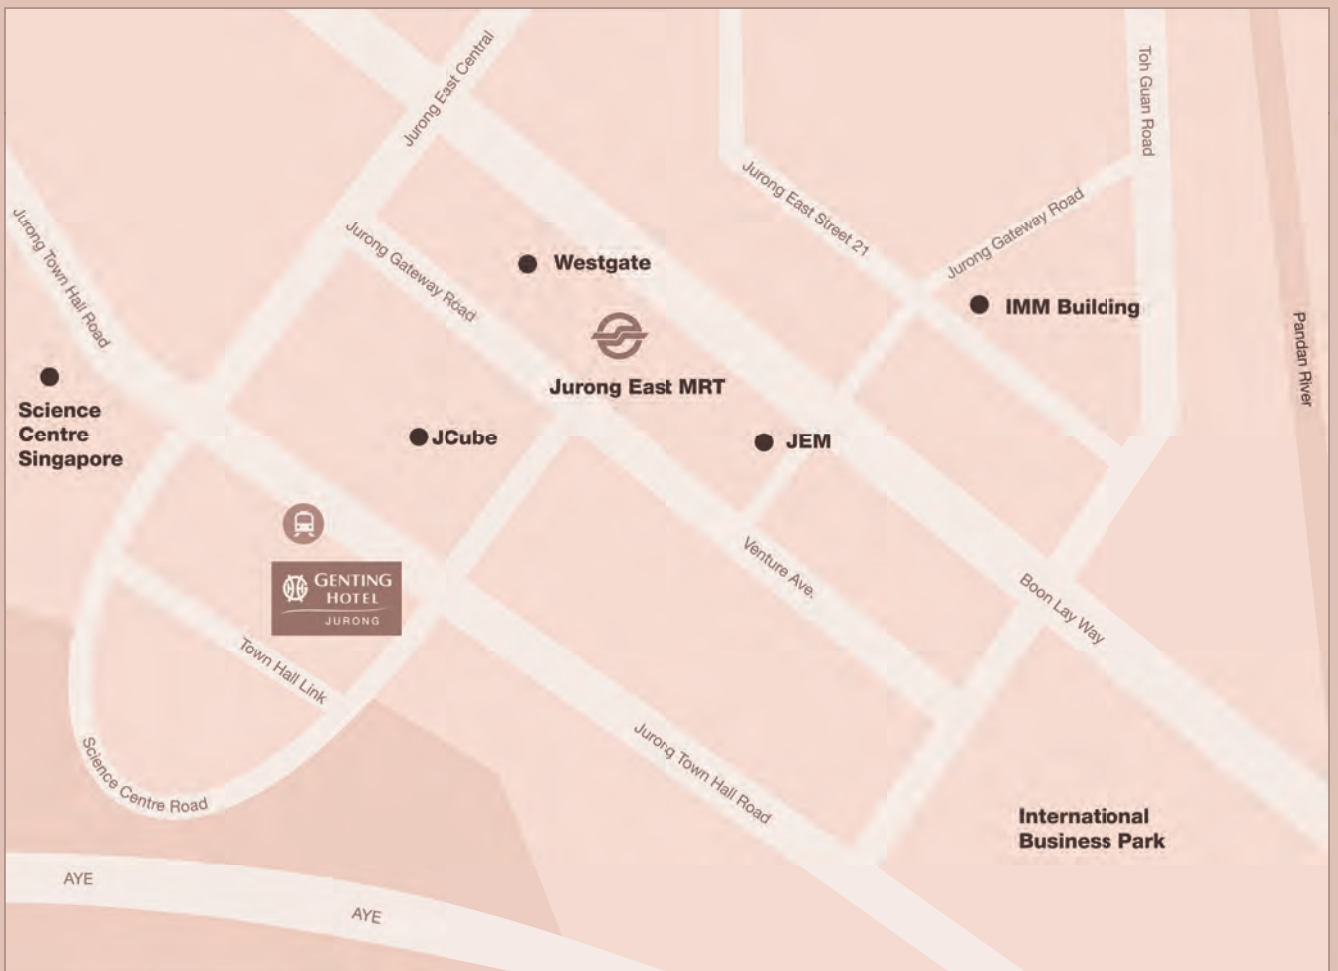 Jurong East Central
Toh Guan Road
Jurong East Street 21
Jurong Gateway Road
Jurong Town Hall Road
Jurong Gateway Road
Westgate
IMM Building
Pandan River
Jurong East MRT
Science
Centre
Singapore
JCube
JEM
Venture Ave.
GENTING
HOTEL
JURONG
Boon Lay Way
Town Hall Link
Science Centre Road
Jurong Town Hall Road
International
Business Park
AYE
AYE